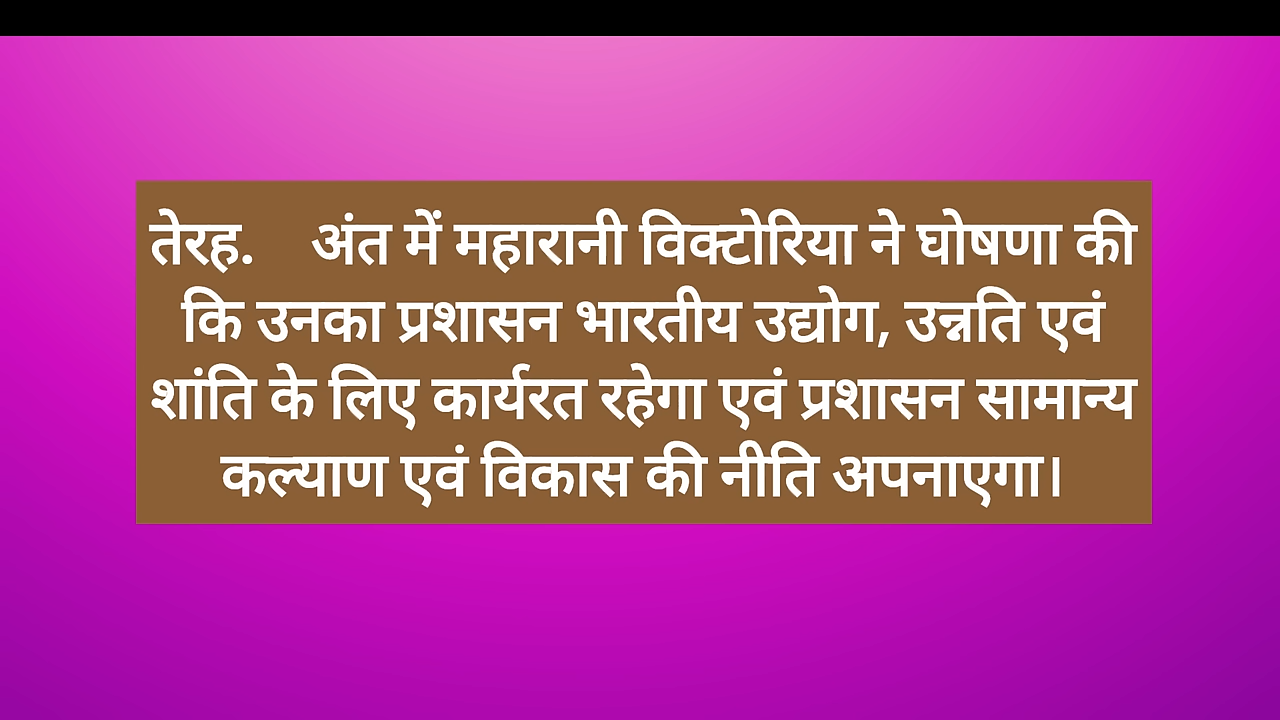 तेरह. अंत में महारानी विक्टोरिया ने घोषणा की
कि उनका प्रशासन भारतीय उद्योग, उन्नति एवं
शांति के लिए कार्यरत रहेगा एवं प्रशासन सामान्य
कल्याण एवं विकास की नीति अपनाएगा।